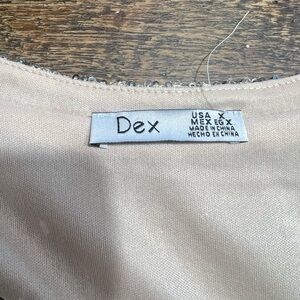 Dex
USA X
MEX EG X
MADE IN CHINA
HECHO EN CHINA